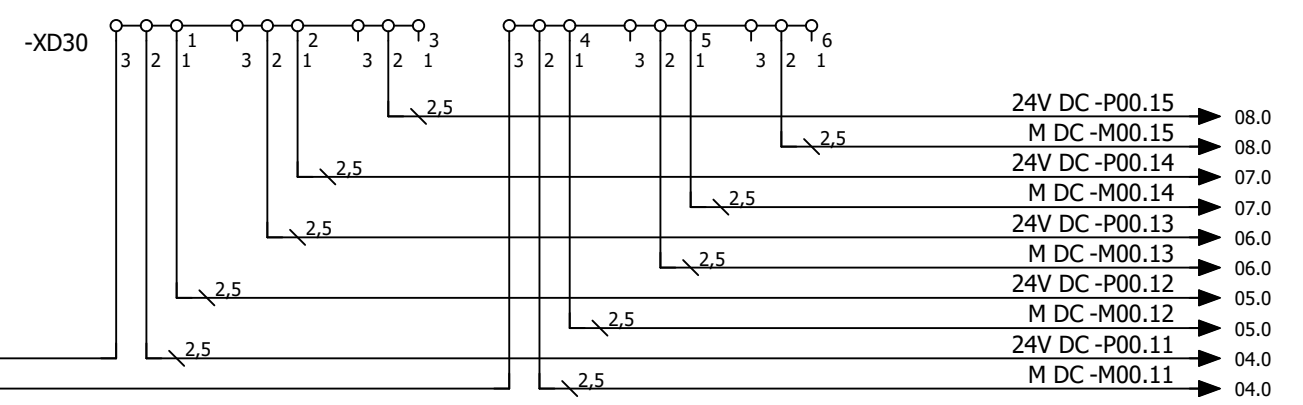 -XD30 1 2 3 4 5 6
3 2 1 3 2 1 3 2 1 3 2 1 3 2 1 3 2 1
2,5 24V DC -P00.15 08.0
2,5 M DC -M00.15 08.0
2,5 24V DC -P00.14 07.0
2,5 M DC -M00.14 07.0
2,5 24V DC -P00.13 06.0
2,5 M DC -M00.13 06.0
2,5 24V DC -P00.12 05.0
2,5 M DC -M00.12 05.0
2,5 24V DC -P00.11 04.0
2,5 M DC -M00.11 04.0